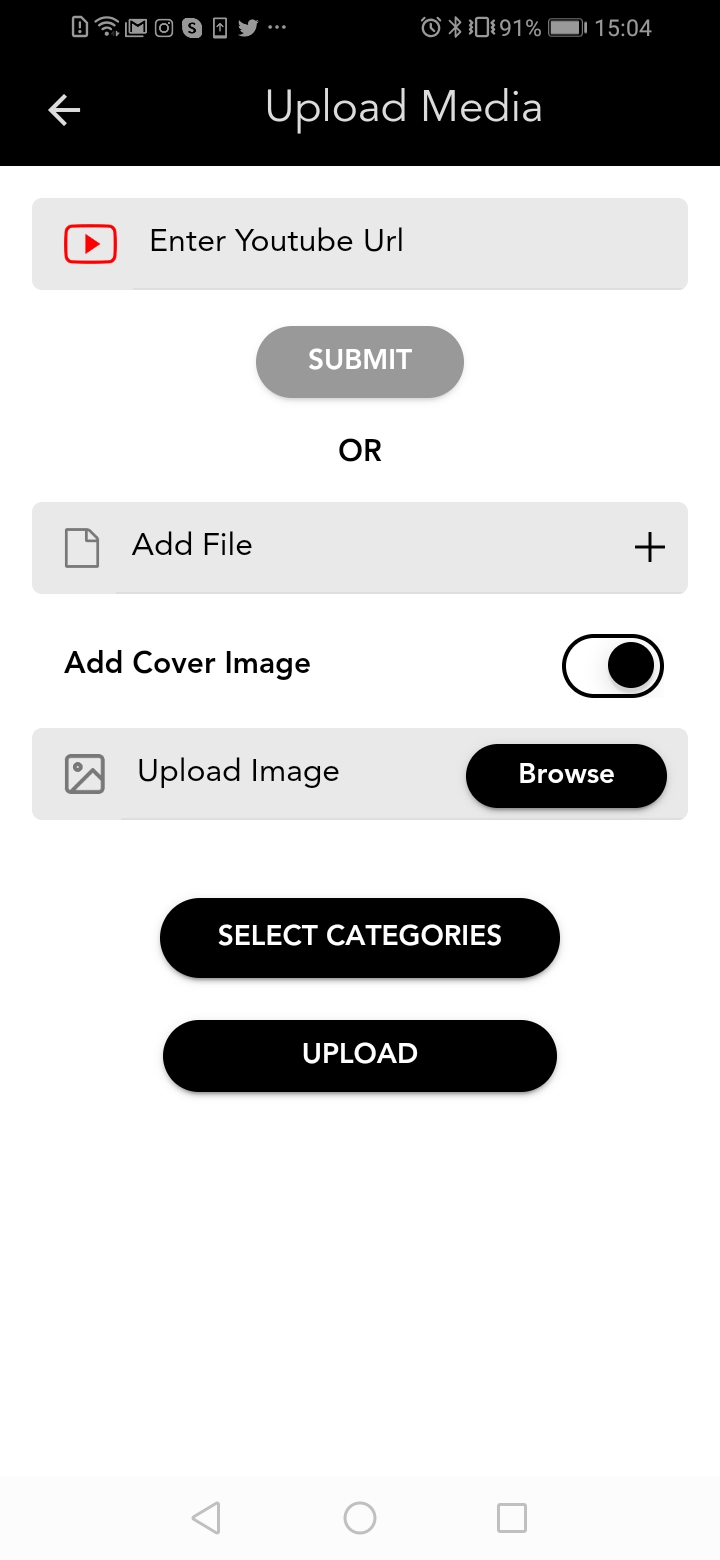 91% 15:04
Upload Media
Enter Youtube Url
SUBMIT
OR
Add File
Add Cover Image
Upload Image Browse
SELECT CATEGORIES
UPLOAD